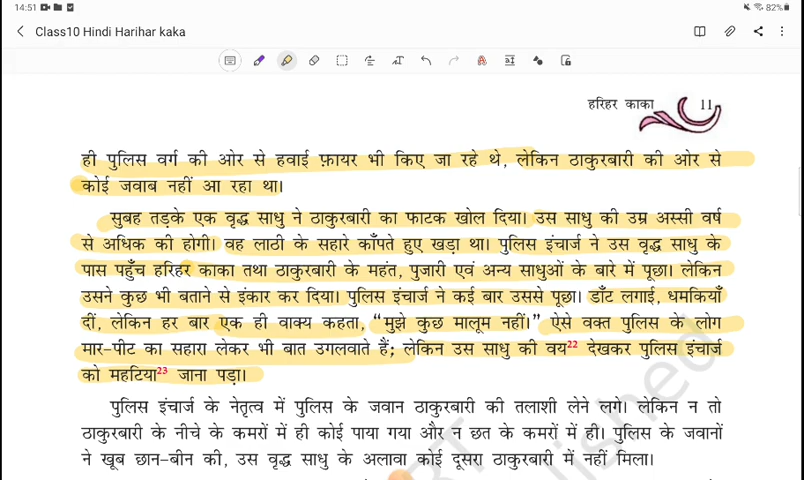 14:51
82%
Class10 Hindi Harihar kaka
हरिहर काका 11
ही पुलिस वर्ग की ओर से हवाई फ़ायर भी किए जा रहे थे, लेकिन ठाकुरबारी की ओर से
कोई जवाब नहीं आ रहा था।
सुबह तड़के एक वृद्ध साधु ने ठाकुरबारी का फाटक खोल दिया। उस साधु की उम्र अस्सी वर्ष
से अधिक की होगी। वह लाठी के सहारे काँपते हुए खड़ा था। पुलिस इंचार्ज ने उस वृद्ध साधु के
पास पहुँच हरिहर काका तथा ठाकुरबारी के महंत, पुजारी एवं अन्य साधुओं के बारे में पूछा। लेकिन
उसने कुछ भी बताने से इंकार कर दिया। पुलिस इंचार्ज ने कई बार उससे पूछा। डाँट लगाई, धमकियाँ
दीं, लेकिन हर बार एक ही वाक्य कहता, “मुझे कुछ मालूम नहीं।” ऐसे वक्त पुलिस के लोग
मार-पीट का सहारा लेकर भी बात उगलवाते हैं; लेकिन उस साधु की वय22 देखकर पुलिस इंचार्ज
को महटिया23 जाना पड़ा।
पुलिस इंचार्ज के नेतृत्व में पुलिस के जवान ठाकुरबारी की तलाशी लेने लगे। लेकिन न तो
ठाकुरबारी के नीचे के कमरों में ही कोई पाया गया और न छत के कमरों में ही। पुलिस के जवानों
ने खूब छान-बीन की, उस वृद्ध साधु के अलावा कोई दूसरा ठाकुरबारी में नहीं मिला।